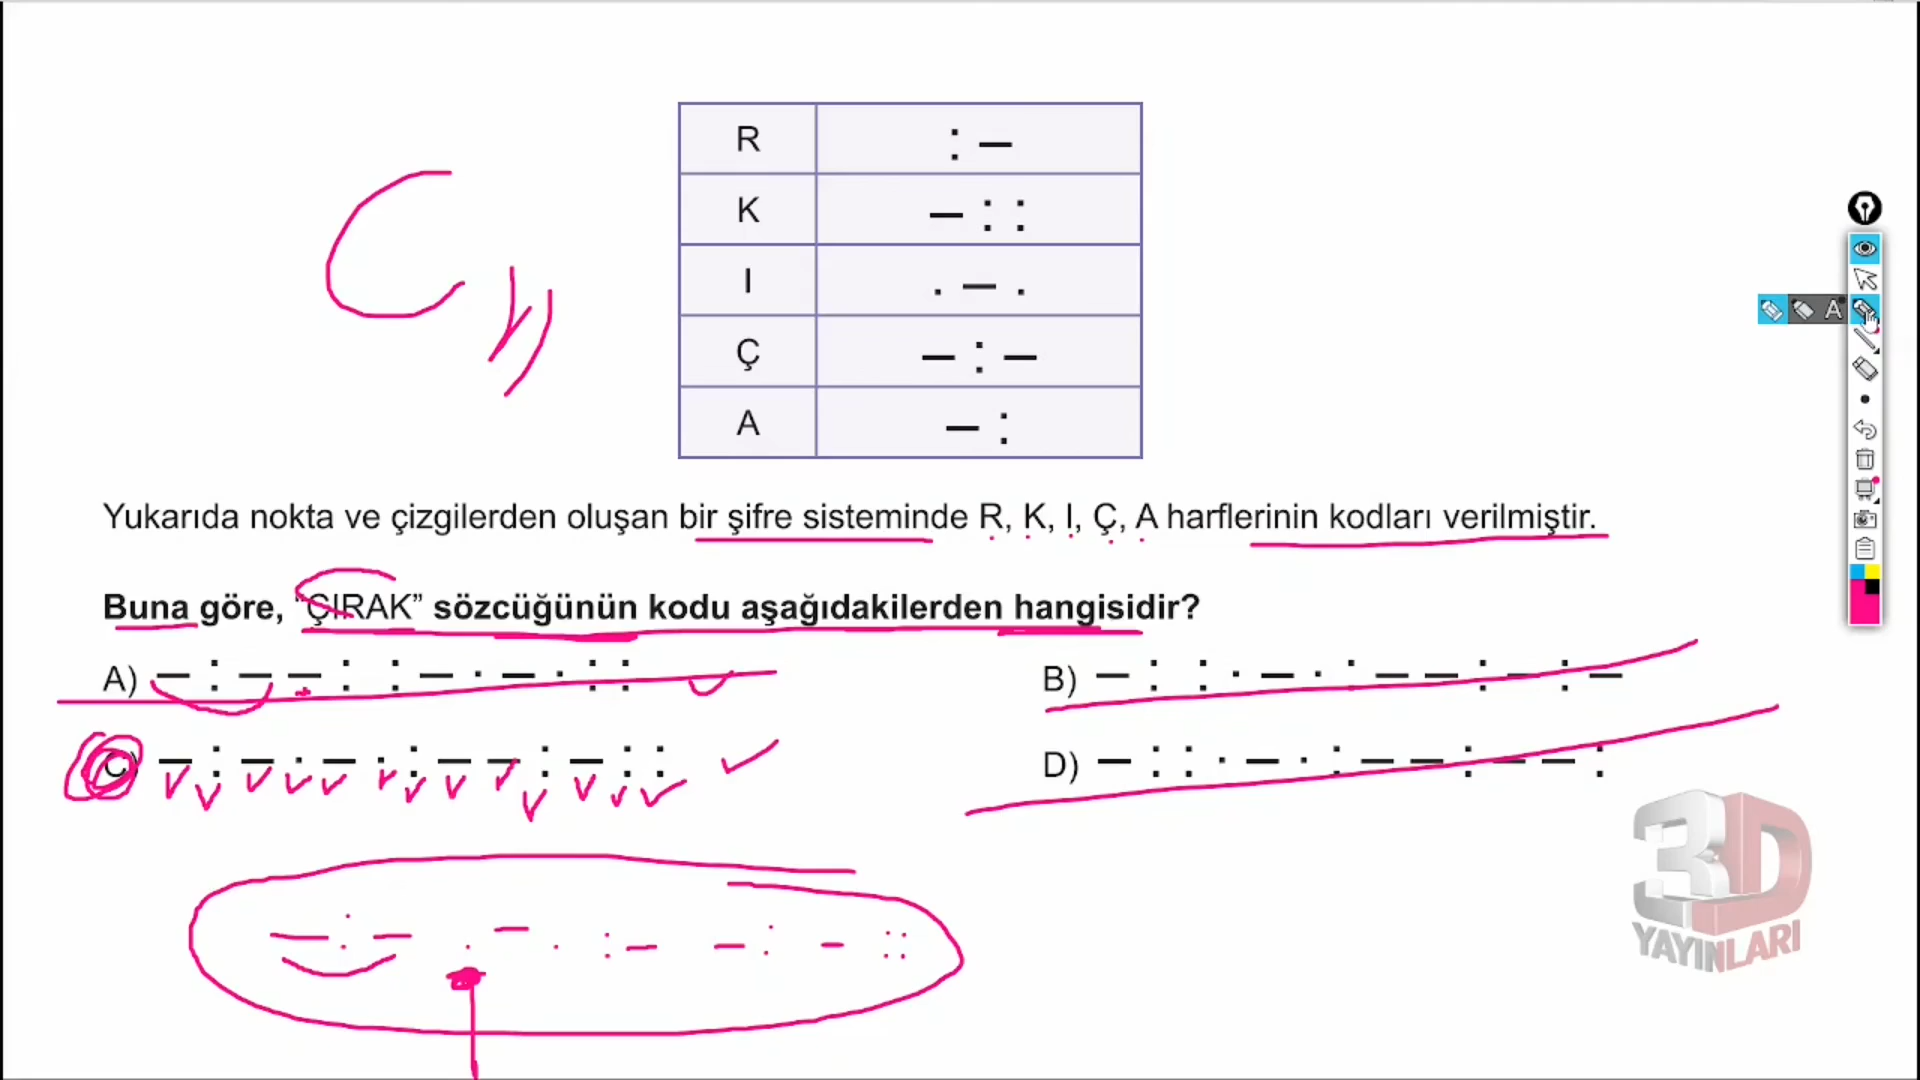 R : —
K — : :
I . — .
Ç — : —
A — :
Yukarıda nokta ve çizgilerden oluşan bir şifre sisteminde R, K, I, Ç, A harflerinin kodları verilmiştir.
Buna göre, “ÇIRAK” sözcüğünün kodu aşağıdakilerden hangisidir?
A) — : — — : : — · — · : :
B) — : : · — · : — — : — : —
C) — : — · — · : — — : — : :
D) — : : · — · : — — : — — :
C
— : — . — . : — — : — : :
A
3D
YAYINLARI